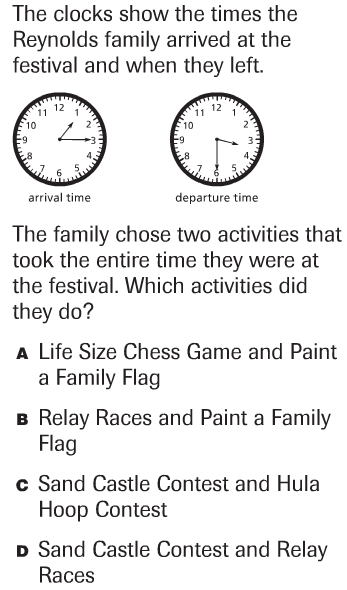 The clocks show the times the
Reynolds family arrived at the
festival and when they left.
12
11 1
10 2
9 3
8 4
7 5
6
12
11 1
10 2
9 3
8 4
7 5
6
arrival time departure time
The family chose two activities that
took the entire time they were at
the festival. Which activities did
they do?
A Life Size Chess Game and Paint
a Family Flag
B Relay Races and Paint a Family
Flag
C Sand Castle Contest and Hula
Hoop Contest
D Sand Castle Contest and Relay
Races